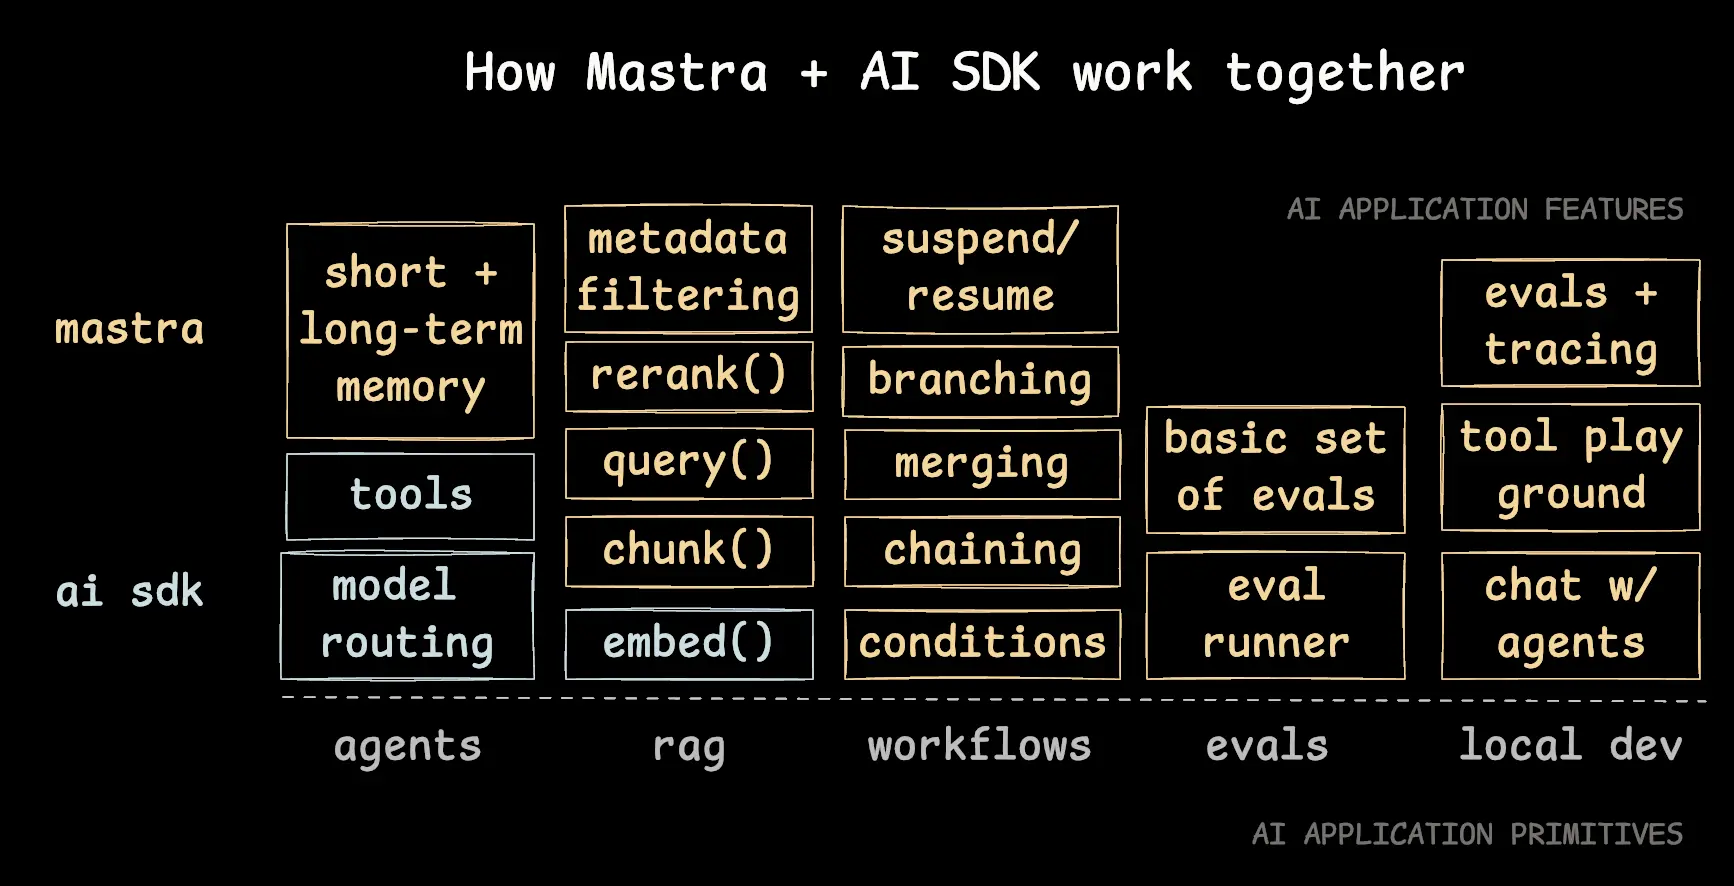 How Mastra + AI SDK work together
AI APPLICATION FEATURES
mastra
ai sdk
short +
long-term
memory
tools
model
routing
agents
metadata
filtering
rerank()
query()
chunk()
embed()
rag
suspend/
resume
branching
merging
chaining
conditions
workflows
basic set
of evals
eval
runner
evals
evals +
tracing
tool play
ground
chat w/
agents
local dev
AI APPLICATION PRIMITIVES